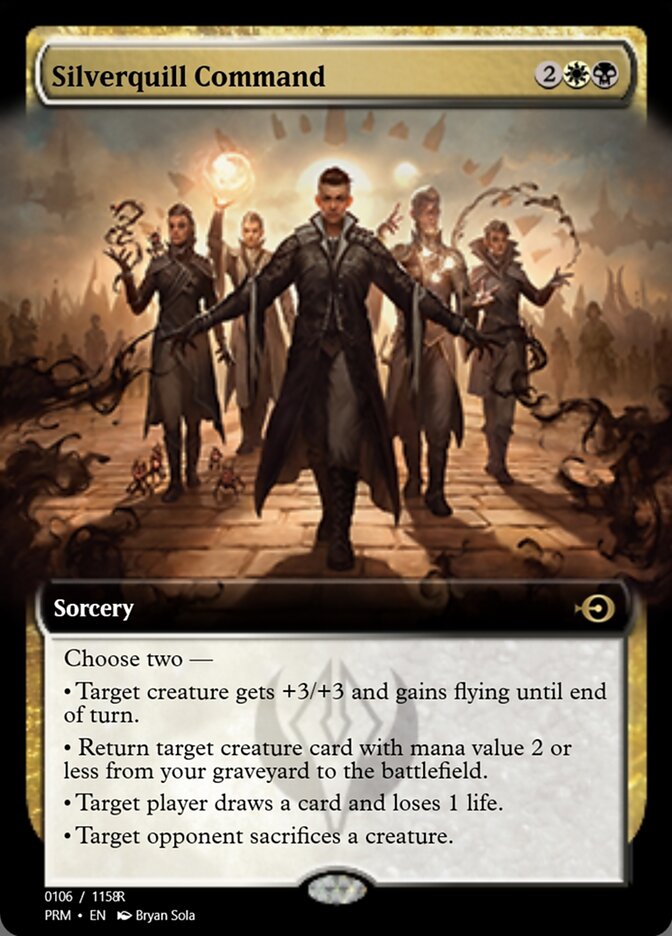 Silverquill Command 2
Sorcery
Choose two —
• Target creature gets +3/+3 and gains flying until end
of turn.
• Return target creature card with mana value 2 or
less from your graveyard to the battlefield.
• Target player draws a card and loses 1 life.
• Target opponent sacrifices a creature.
0106 / 1158R
PRM • EN Bryan Sola